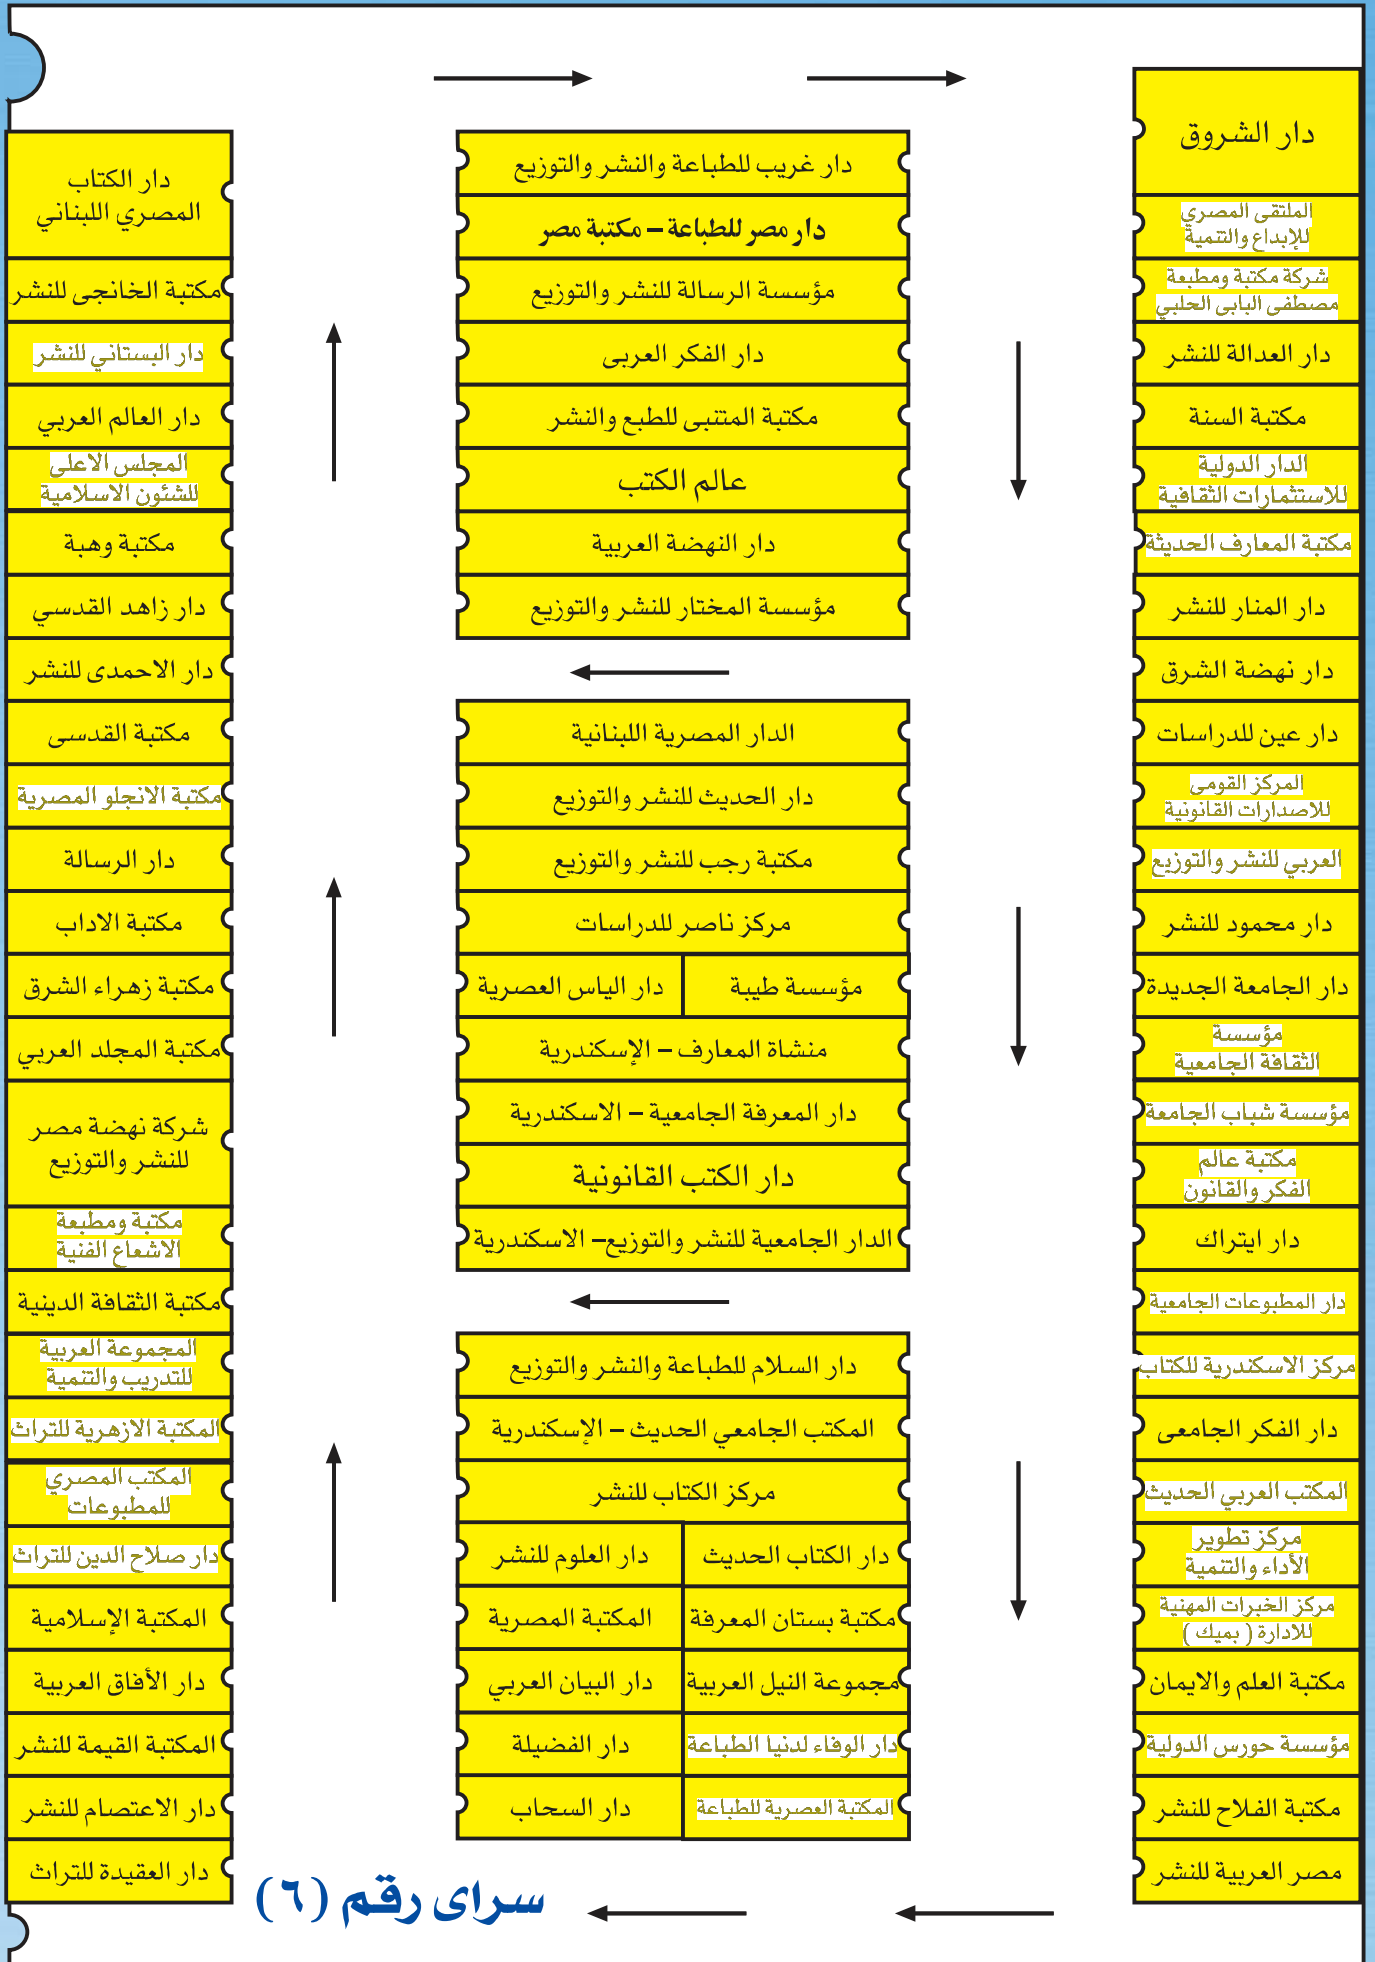 دار الشروق
الملتقى المصري
للإبداع والتنمية
شركة مكتبة ومطبعة
مصطفى البابى الحلبي
دار العدالة للنشر
مكتبة السنة
الدار الدولية
للاستثمارات الثقافية
مكتبة المعارف الحديثة
دار المنار للنشر
دار نهضة الشرق
دار عين للدراسات
المركز القومى
للاصدارات القانونية
العربي للنشر والتوزيع
دار محمود للنشر
دار الجامعة الجديدة
مؤسسة
الثقافة الجامعية
مؤسسة شباب الجامعة
مكتبة عالم
الفكر والقانون
دار ايتراك
دار المطبوعات الجامعية
مركز الاسكندرية للكتاب
دار الفكر الجامعى
المكتب العربي الحديث
مركز تطوير
الأداء والتنمية
مركز الخبرات المهنية
للادارة ( بميك )
مكتبة العلم والايمان
مؤسسة حورس الدولية
مكتبة الفلاح للنشر
مصر العربية للنشر
دار غريب للطباعة والنشر والتوزيع
دار مصر للطباعة – مكتبة مصر
مؤسسة الرسالة للنشر والتوزيع
دار الفكر العربى
مكتبة المتنبى للطبع والنشر
عالم الكتب
دار النهضة العربية
مؤسسة المختار للنشر والتوزيع
الدار المصرية اللبنانية
دار الحديث للنشر والتوزيع
مكتبة رجب للنشر والتوزيع
مركز ناصر للدراسات
مؤسسة طيبة
دار الياس العصرية
منشاة المعارف – الإسكندرية
دار المعرفة الجامعية – الاسكندرية
دار الكتب القانونية
الدار الجامعية للنشر والتوزيع– الاسكندرية
دار السلام للطباعة والنشر والتوزيع
المكتب الجامعي الحديث – الإسكندرية
مركز الكتاب للنشر
دار الكتاب الحديث
دار العلوم للنشر
مكتبة بستان المعرفة
المكتبة المصرية
مجموعة النيل العربية
دار البيان العربي
دار الوفاء لدنيا الطباعة
دار الفضيلة
المكتبة العصرية للطباعة
دار السحاب
دار الكتاب
المصري اللبناني
مكتبة الخانجى للنشر
دار البستاني للنشر
دار العالم العربي
المجلس الاعلى
للشئون الاسلامية
مكتبة وهبة
دار زاهد القدسي
دار الاحمدى للنشر
مكتبة القدسى
مكتبة الانجلو المصرية
دار الرسالة
مكتبة الاداب
مكتبة زهراء الشرق
مكتبة المجلد العربي
شركة نهضة مصر
للنشر والتوزيع
مكتبة ومطبعة
الاشعاع الفنية
مكتبة الثقافة الدينية
المجموعة العربية
للتدريب والتنمية
المكتبة الازهرية للتراث
المكتب المصري
للمطبوعات
دار صلاح الدين للتراث
المكتبة الإسلامية
دار الأفاق العربية
المكتبة القيمة للنشر
دار الاعتصام للنشر
دار العقيدة للتراث
سراى رقم (٦)